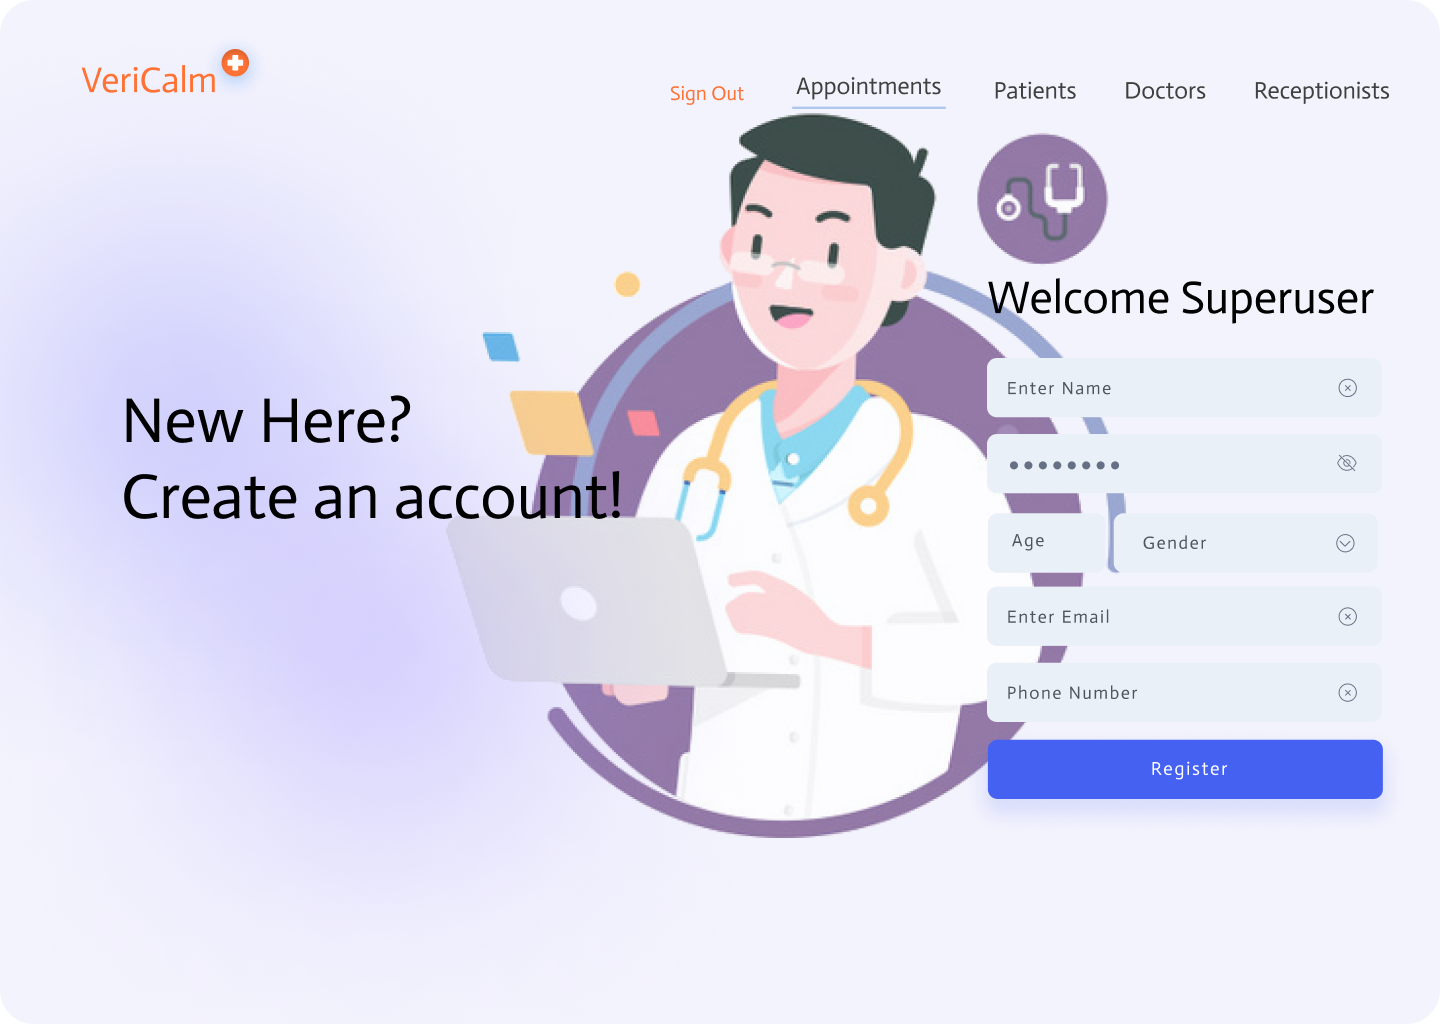 VeriCalm
Sign Out
Appointments
Patients
Doctors
Receptionists
Welcome Superuser
New Here?
Create an account!
Enter Name
●●●●●●●●
Age
Gender
Enter Email
Phone Number
Register